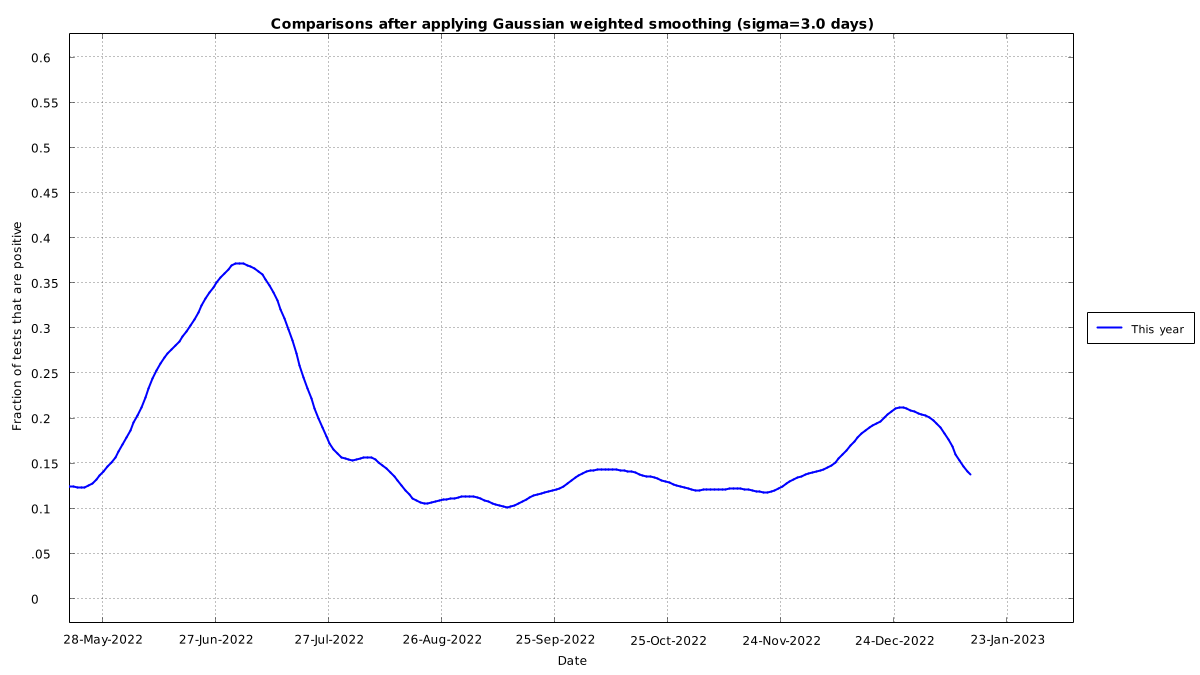 Comparisons after applying Gaussian weighted smoothing (sigma=3.0 days)
0.6
0.55
0.5
0.45
0.4
0.35
0.3
0.25
0.2
0.15
0.1
.05
0
Fraction of tests that are positive
This year
28-May-2022 27-Jun-2022 27-Jul-2022 26-Aug-2022 25-Sep-2022 25-Oct-2022 24-Nov-2022 24-Dec-2022 23-Jan-2023
Date